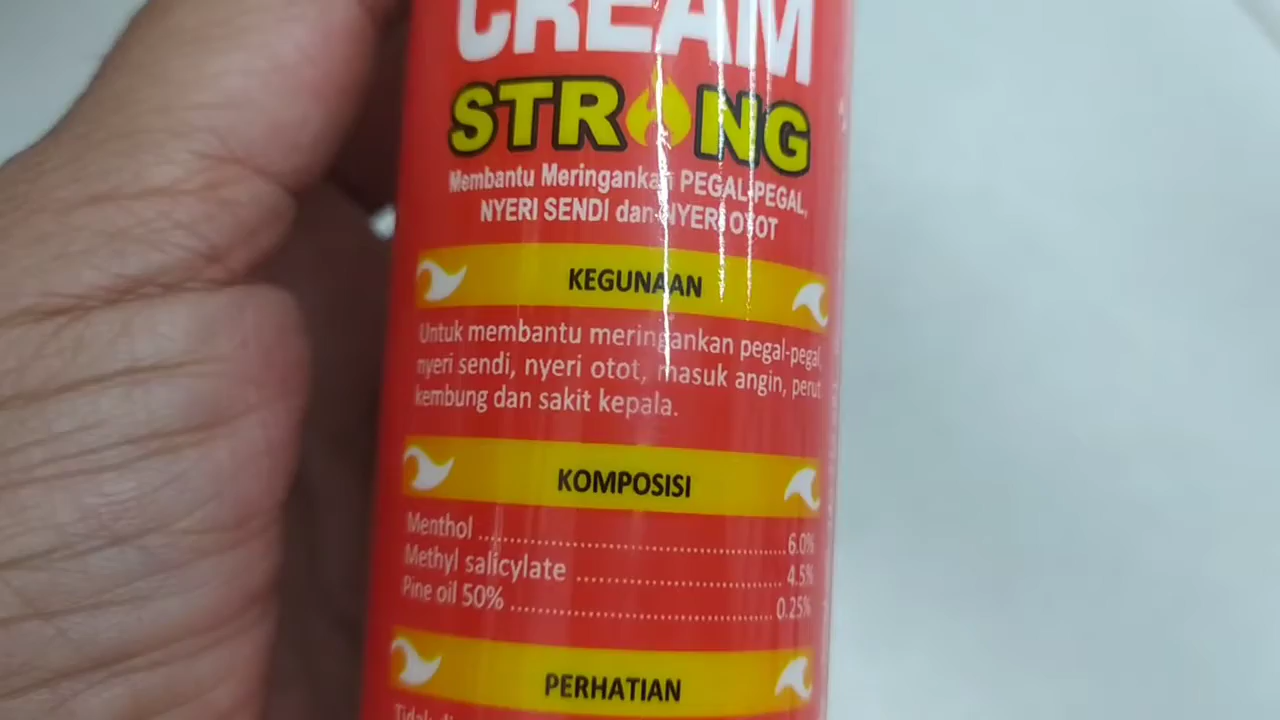 CREAM
STRONG
Membantu Meringankan PEGAL-PEGAL,
NYERI SENDI dan NYERI OTOT
KEGUNAAN
Untuk membantu meringankan pegal-pegal,
nyeri sendi, nyeri otot, masuk angin, perut
kembung dan sakit kepala.
KOMPOSISI
Menthol ........................................ 6.0%
Methyl salicylate ........................... 4.5%
Pine oil 50% ................................... 0.25%
PERHATIAN